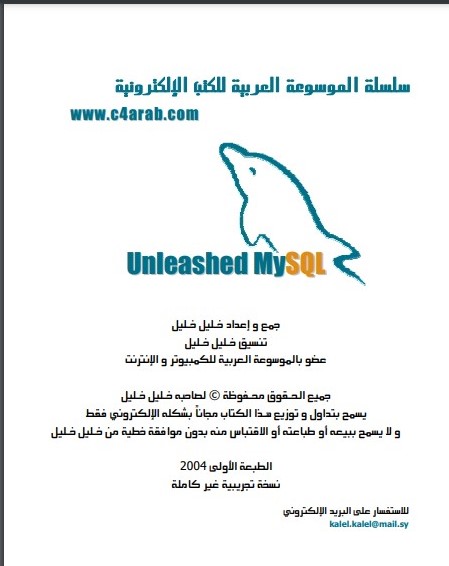 سلسلة الموسوعة العربية للكتب الإلكترونية
www.c4arab.com
Unleashed MySQL
جمع و إعداد خليل خليل
تنسيق خليل خليل
عضو بالموسوعة العربية للكمبيوتر و الإنترنت
جميع الحقوق محفوظة © لصاحبه خليل خليل
يسمح بتداول و توزيع هذا الكتاب مجاناً بشكله الإلكتروني فقط
و لا يسمح ببيعه أو طباعته أو الاقتباس منه بدون موافقة خطية من خليل خليل
الطبعة الأولى 2004
نسخة تجريبية غير كاملة
للاستفسار على البريد الإلكتروني
kalel.kalel@mail.sy